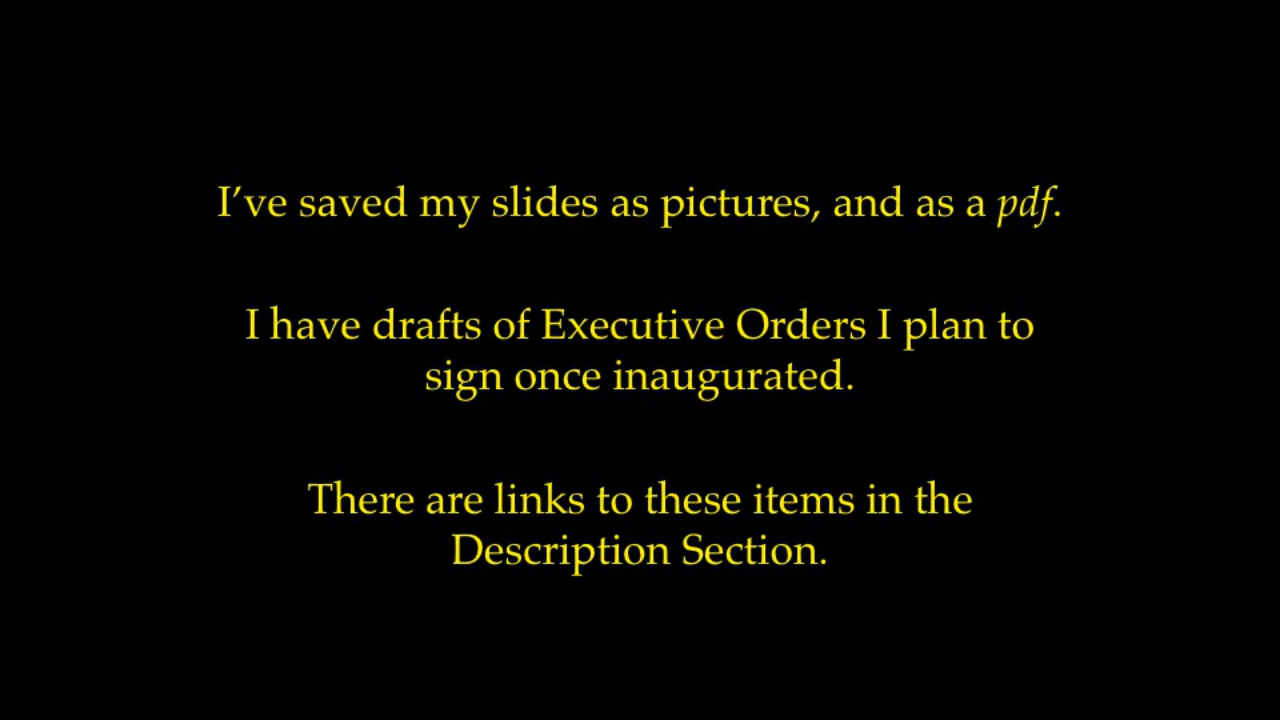 I’ve saved my slides as pictures, and as a pdf.
I have drafts of Executive Orders I plan to
sign once inaugurated.
There are links to these items in the
Description Section.